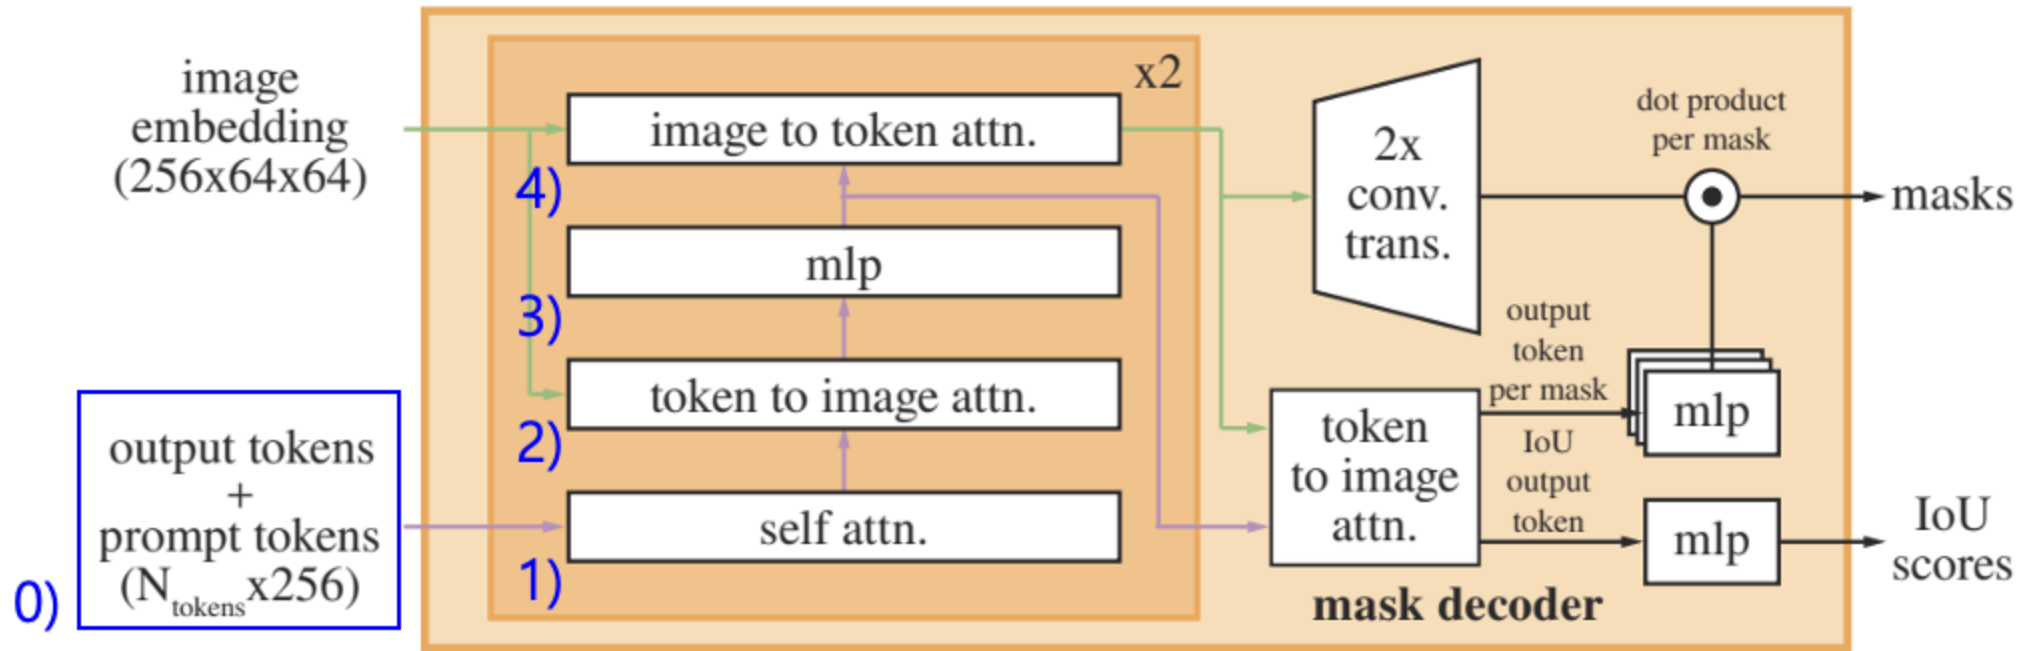 image
embedding
(256x64x64)
0)
output tokens
+
prompt tokens
(Ntokensx256)
x2
image to token attn.
4)
mlp
3)
token to image attn.
2)
self attn.
1)
2x
conv.
trans.
dot product
per mask
masks
output
token
per mask
mlp
token
to image
attn.
IoU
output
token
mlp
IoU
scores
mask decoder